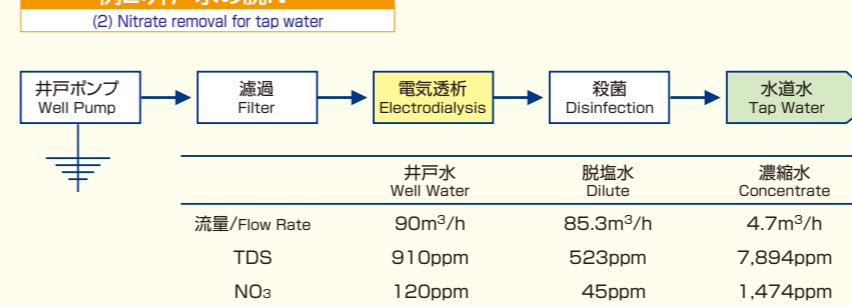 (2) Nitrate removal for tap water
井戸ポンプ
Well Pump
濾過
Filter
電気透析
Electrodialysis
殺菌
Disinfection
水道水
Tap Water
井戸水 脱塩水 濃縮水
Well Water Dilute Concentrate
流量/Flow Rate 90m³/h 85.3m³/h 4.7m³/h
TDS 910ppm 523ppm 7,894ppm
NO₃ 120ppm 45ppm 1,474ppm